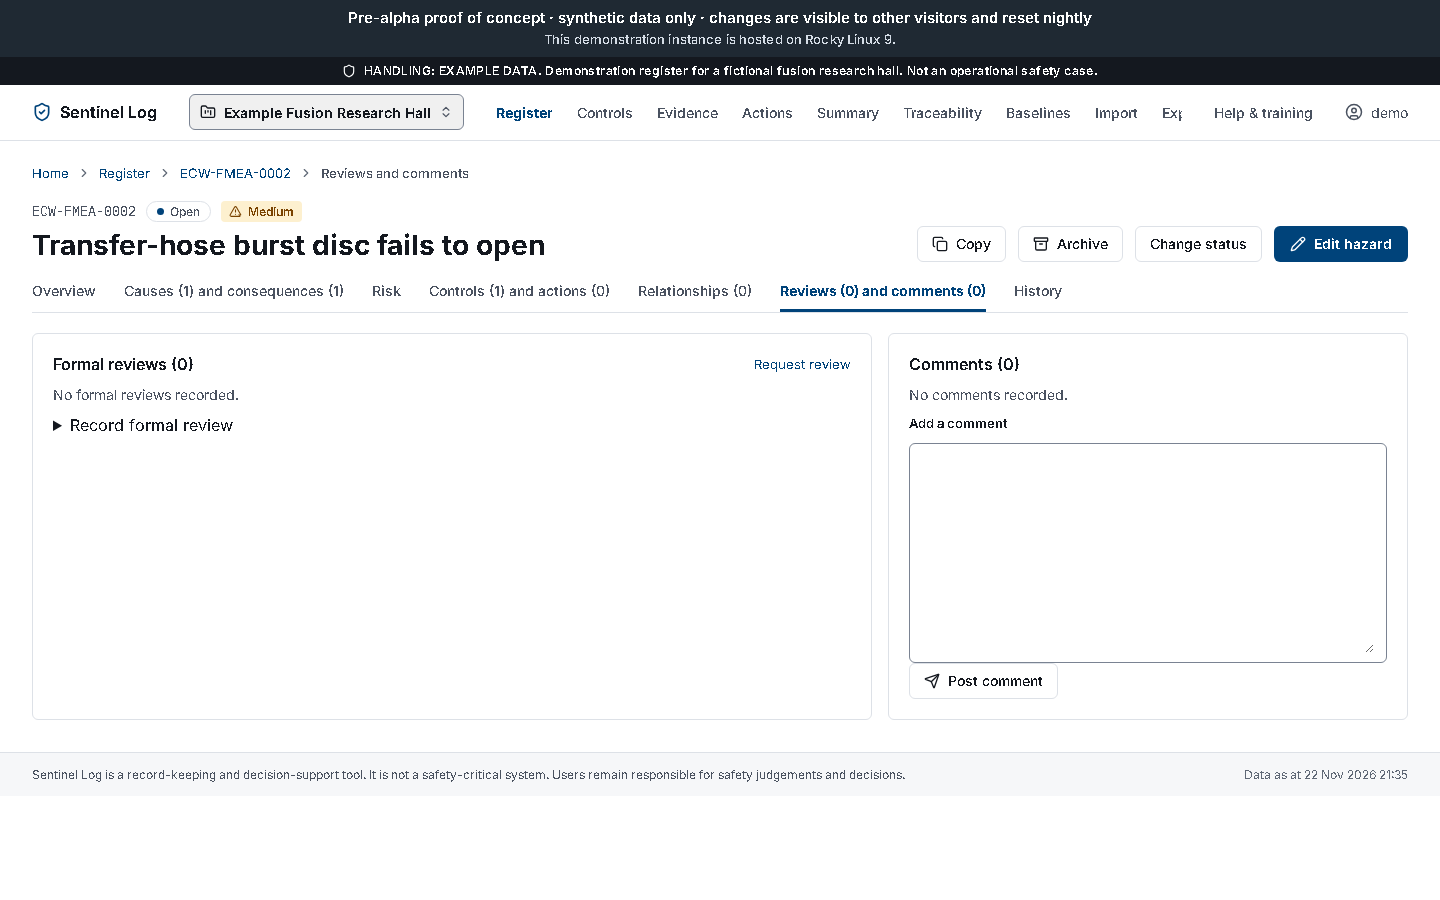 Pre-alpha proof of concept · synthetic data only · changes are visible to other visitors and reset nightly
This demonstration instance is hosted on Rocky Linux 9.
HANDLING: EXAMPLE DATA. Demonstration register for a fictional fusion research hall. Not an operational safety case.
Sentinel Log
Example Fusion Research Hall
Register Controls Evidence Actions Summary Traceability Baselines Import Exp Help & training demo
Home > Register > ECW-FMEA-0002 > Reviews and comments
ECW-FMEA-0002 Open Medium
Transfer-hose burst disc fails to open
Copy Archive Change status Edit hazard
Overview Causes (1) and consequences (1) Risk Controls (1) and actions (0) Relationships (0) Reviews (0) and comments (0) History
Formal reviews (0) Request review
No formal reviews recorded.
Record formal review
Comments (0)
No comments recorded.
Add a comment
Post comment
Sentinel Log is a record-keeping and decision-support tool. It is not a safety-critical system. Users remain responsible for safety judgements and decisions.
Data as at 22 Nov 2026 21:35